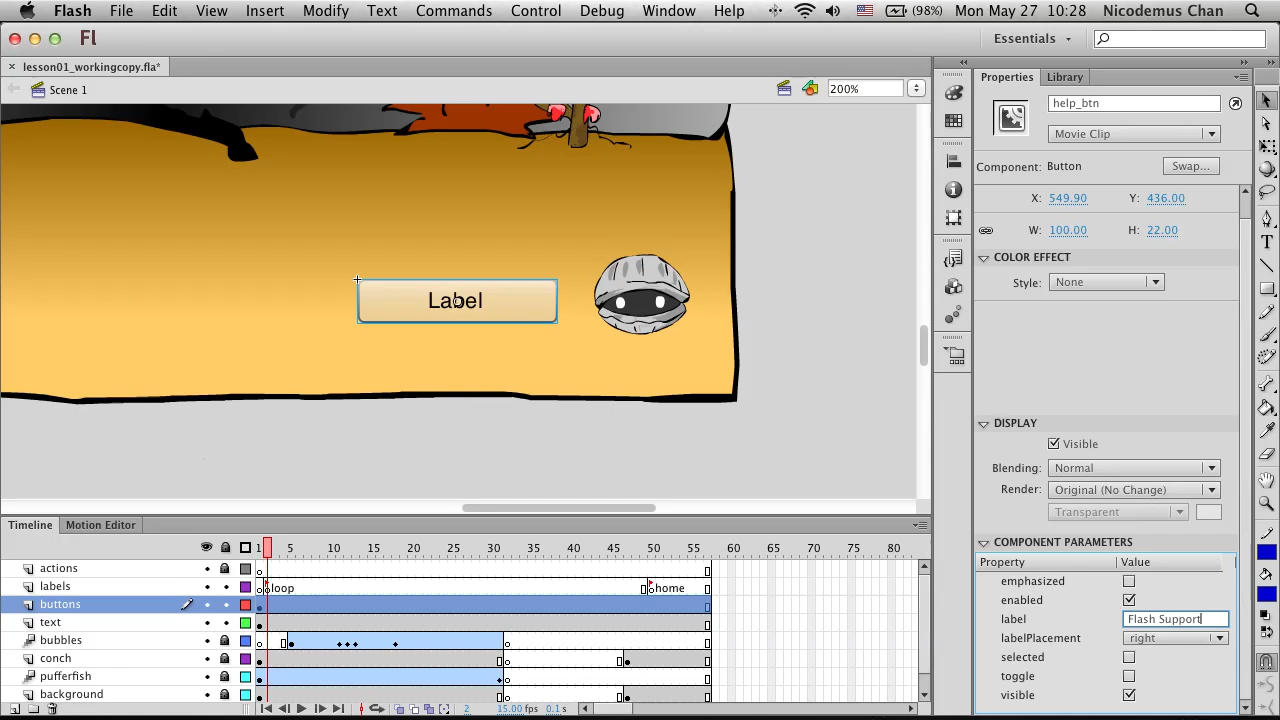 Flash File Edit View Insert Modify Text Commands Control Debug Window Help (98%) Mon May 27 10:28 Nicodemus Chan
Fl Essentials
× lesson01_workingcopy.fla*
Scene 1 200%
Properties Library
help_btn
Movie Clip
Component: Button Swap...
X: 549.90 Y: 436.00
W: 100.00 H: 22.00
COLOR EFFECT
Style: None
Label
DISPLAY
Visible
Blending: Normal
Render: Original (No Change)
Transparent
COMPONENT PARAMETERS
Property Value
emphasized
enabled
label Flash Support
labelPlacement right
selected
toggle
visible
Timeline Motion Editor
1 5 10 15 20 25 30 35 40 45 50 55 60 65 70 75 80
actions
labels loop home
buttons
text
bubbles
conch
pufferfish
background
2 15.00 fps 0.1 s